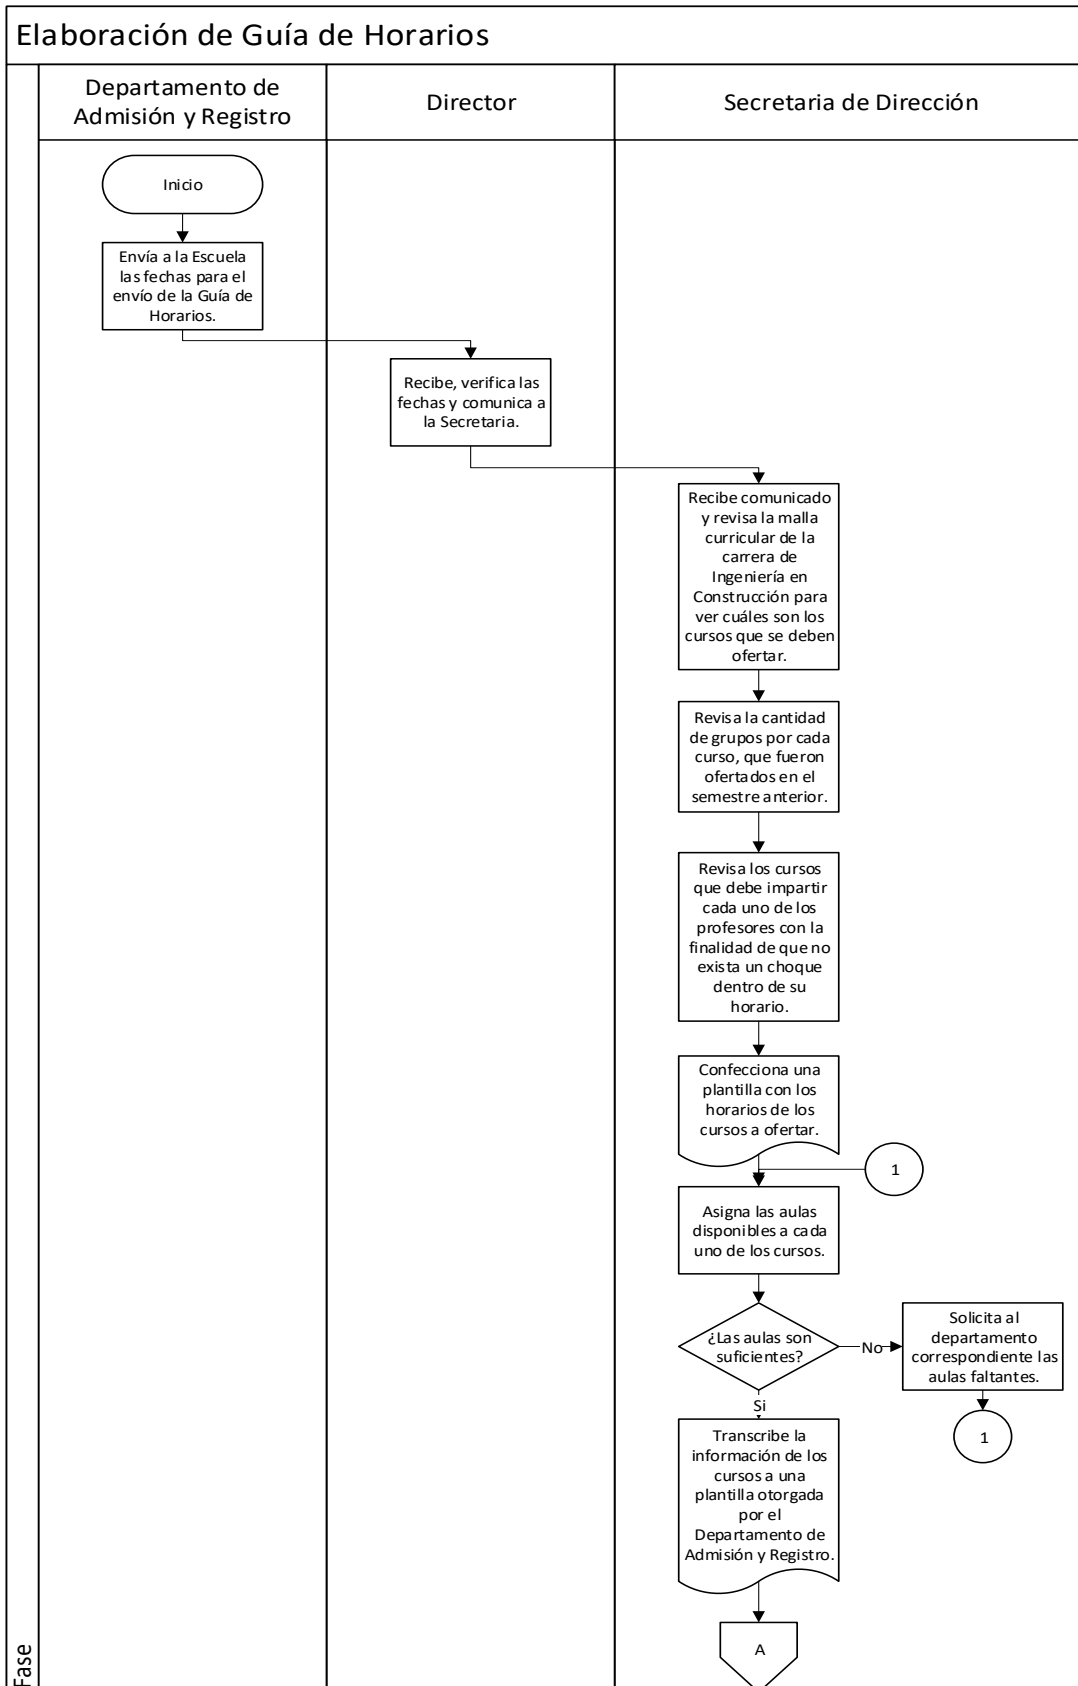 Elaboración de Guía de Horarios
Departamento de
Admisión y Registro
Director
Secretaria de Dirección
Inicio
Envía a la Escuela
las fechas para el
envío de la Guía de
Horarios.
Recibe, verifica las
fechas y comunica a
la Secretaria.
Recibe comunicado
y revisa la malla
curricular de la
carrera de
Ingeniería en
Construcción para
ver cuáles son los
cursos que se deben
ofertar.
Revisa la cantidad
de grupos por cada
curso, que fueron
ofertados en el
semestre anterior.
Revisa los cursos
que debe impartir
cada uno de los
profesores con la
finalidad de que no
exista un choque
dentro de su
horario.
Confecciona una
plantilla con los
horarios de los
cursos a ofertar.
1
Asigna las aulas
disponibles a cada
uno de los cursos.
¿Las aulas son
suficientes?
No
Solicita al
departamento
correspondiente las
aulas faltantes.
1
Si
Transcribe la
información de los
cursos a una
plantilla otorgada
por el
Departamento de
Admisión y Registro.
A
Fase